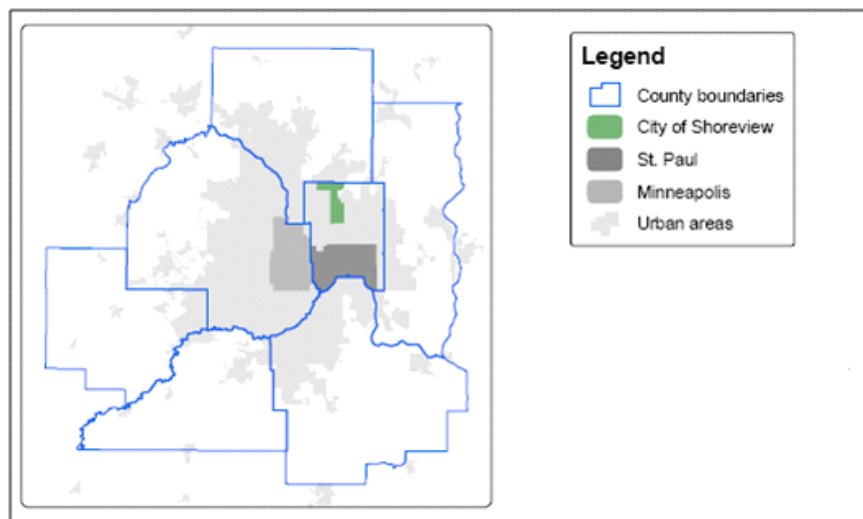 Legend
County boundaries
City of Shoreview
St. Paul
Minneapolis
Urban areas